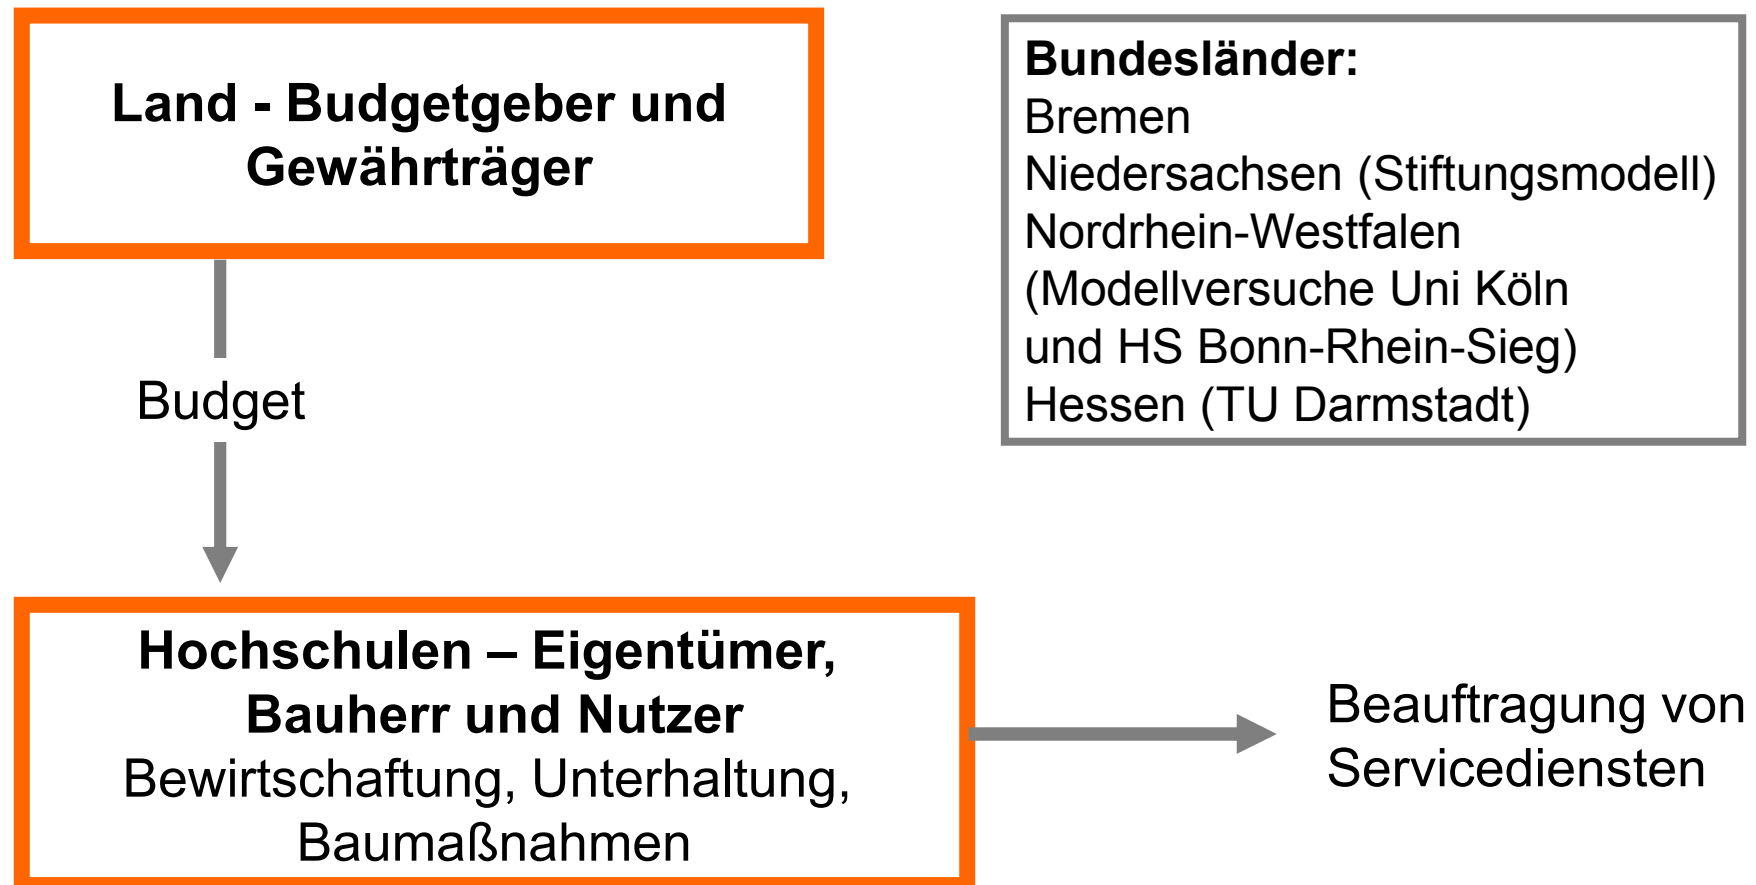 Land - Budgetgeber und
Gewährträger
Bundesländer:
Bremen
Niedersachsen (Stiftungsmodell)
Nordrhein-Westfalen
(Modellversuche Uni Köln
und HS Bonn-Rhein-Sieg)
Hessen (TU Darmstadt)
Budget
Hochschulen – Eigentümer,
Bauherr und Nutzer
Bewirtschaftung, Unterhaltung,
Baumaßnahmen
Beauftragung von
Servicediensten